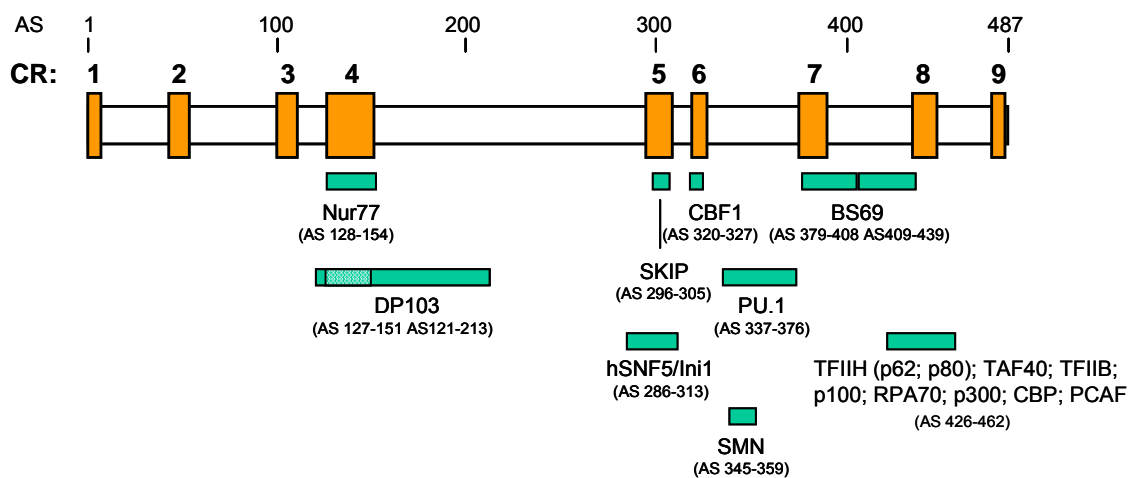 AS 1 100 200 300 400 487
CR: 1 2 3 4 5 6 7 8 9
Nur77
(AS 128-154)
CBF1
(AS 320-327)
BS69
(AS 379-408 AS409-439)
SKIP
(AS 296-305)
DP103
(AS 127-151 AS121-213)
PU.1
(AS 337-376)
hSNF5/Ini1
(AS 286-313)
TFIIH (p62; p80); TAF40; TFIIB;
p100; RPA70; p300; CBP; PCAF
(AS 426-462)
SMN
(AS 345-359)